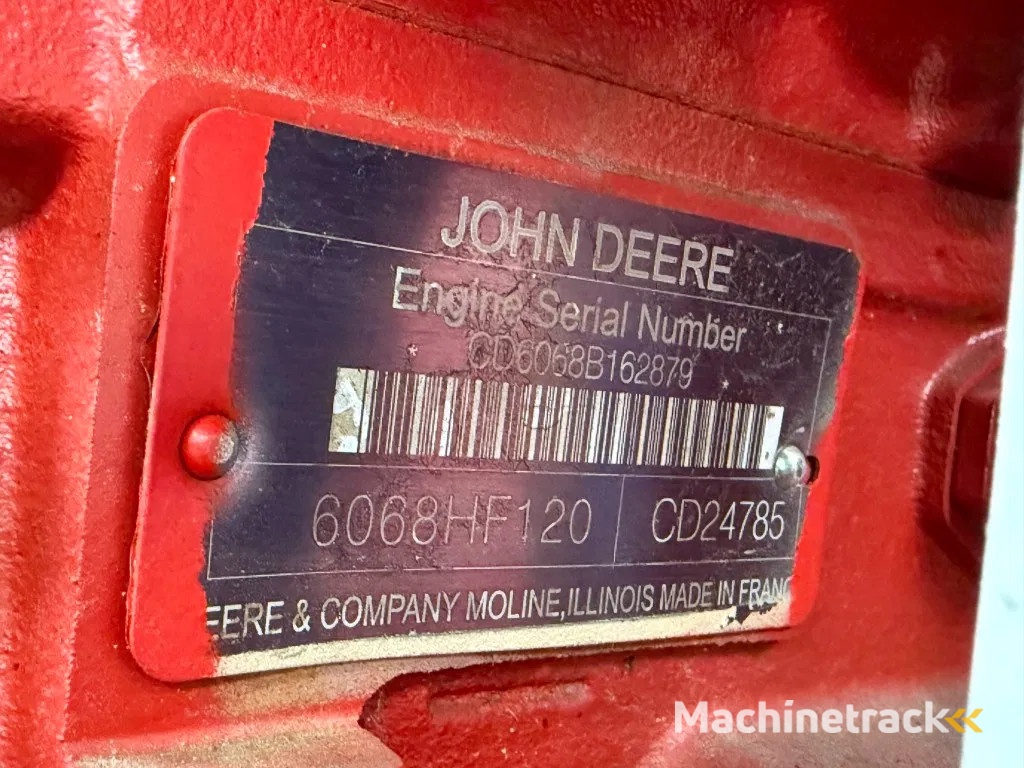 JOHN DEERE
Engine Serial Number
CD6068B162879
6068HF120 CD24785
EERE & COMPANY MOLINE, ILLINOIS MADE IN FRANC
Machinetrack